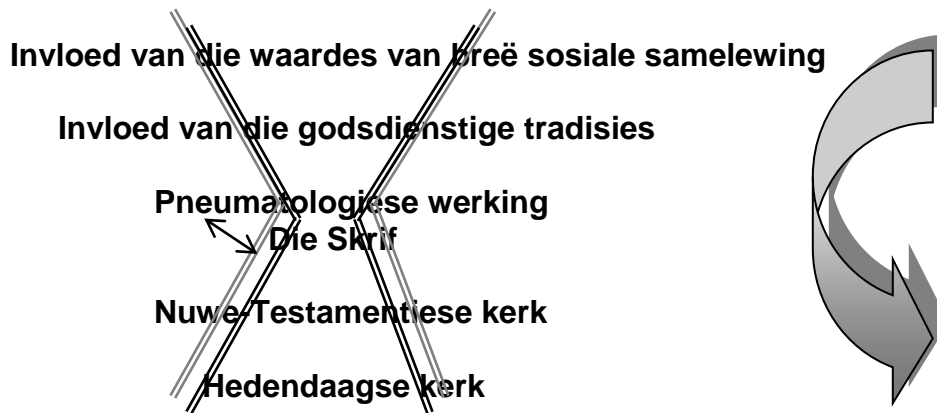 Invloed van die waardes van breë sosiale samelewing
Invloed van die godsdienstige tradisies
Pneumatologiese werking
Die Skrif
Nuwe-Testamentiese kerk
Hedendaagse kerk